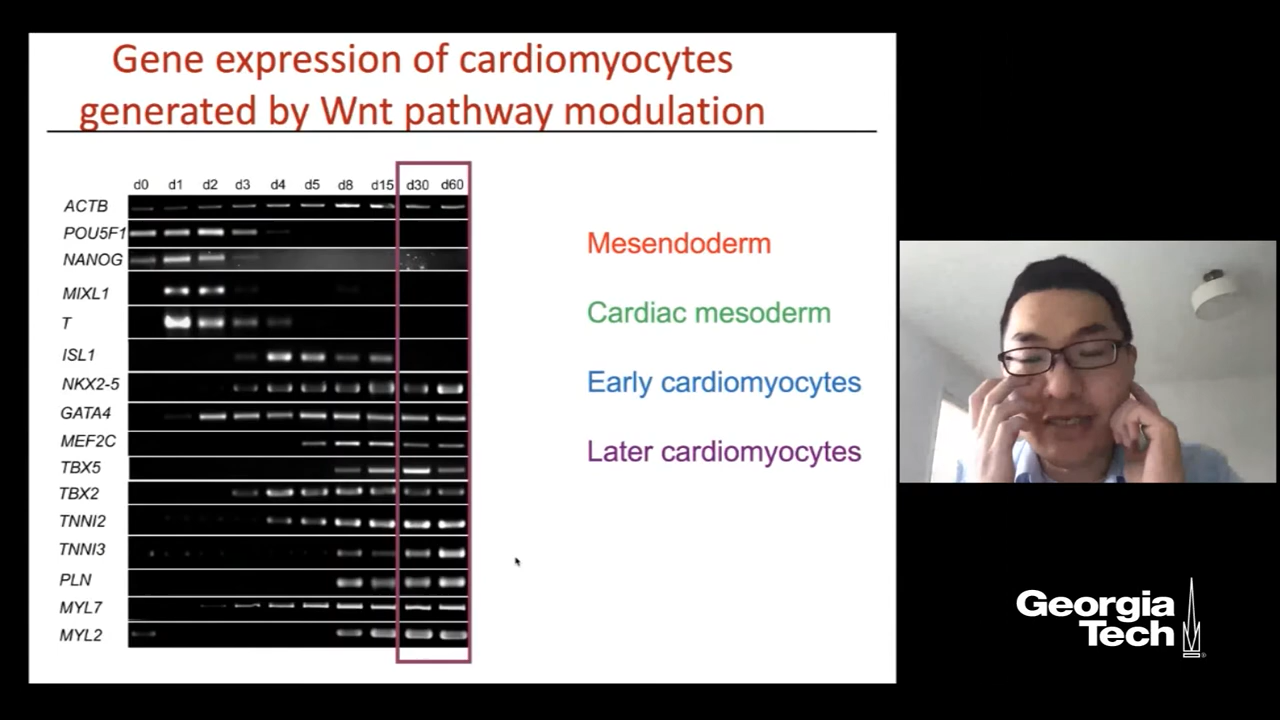 Gene expression of cardiomyocytes
generated by Wnt pathway modulation
d0 d1 d2 d3 d4 d5 d8 d15 d30 d60
ACTB
POU5F1
NANOG
MIXL1
T
ISL1
NKX2-5
GATA4
MEF2C
TBX5
TBX2
TNNI2
TNNI3
PLN
MYL7
MYL2
Mesendoderm
Cardiac mesoderm
Early cardiomyocytes
Later cardiomyocytes
Georgia
Tech